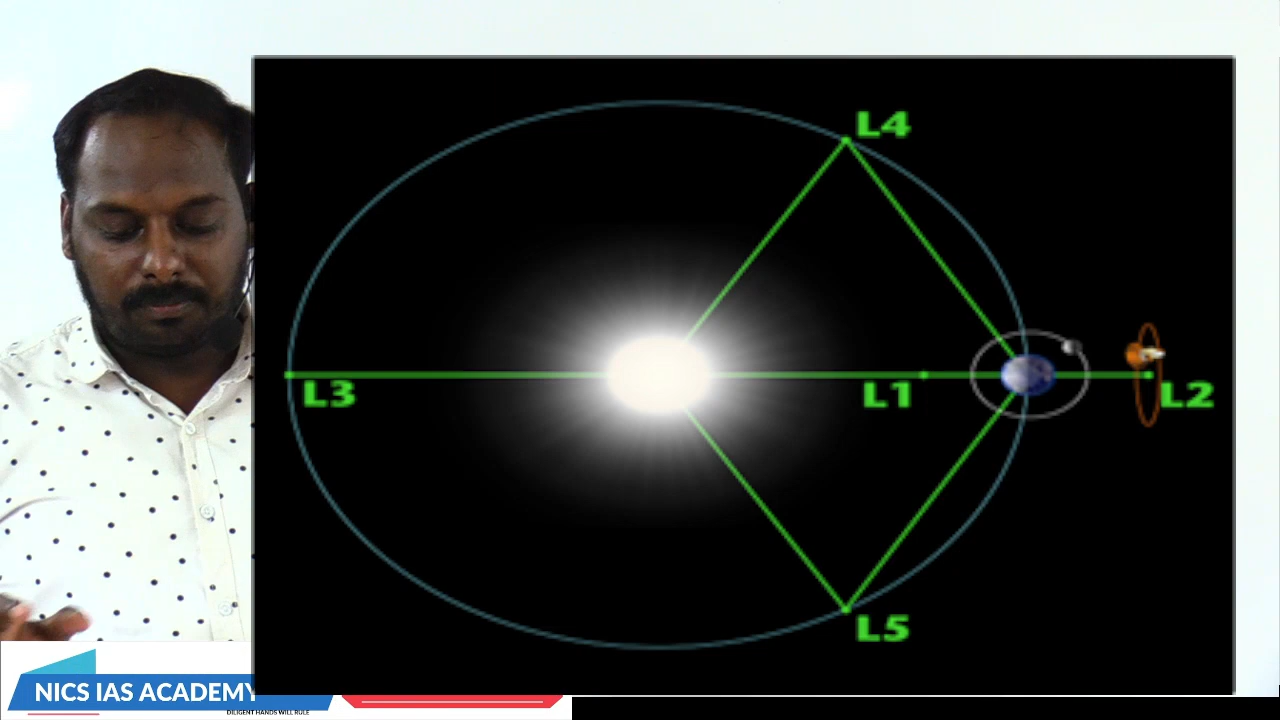 L4
L3
L1
L2
L5
NICS IAS ACADEMY
DILIGENT HANDS WILL RULE